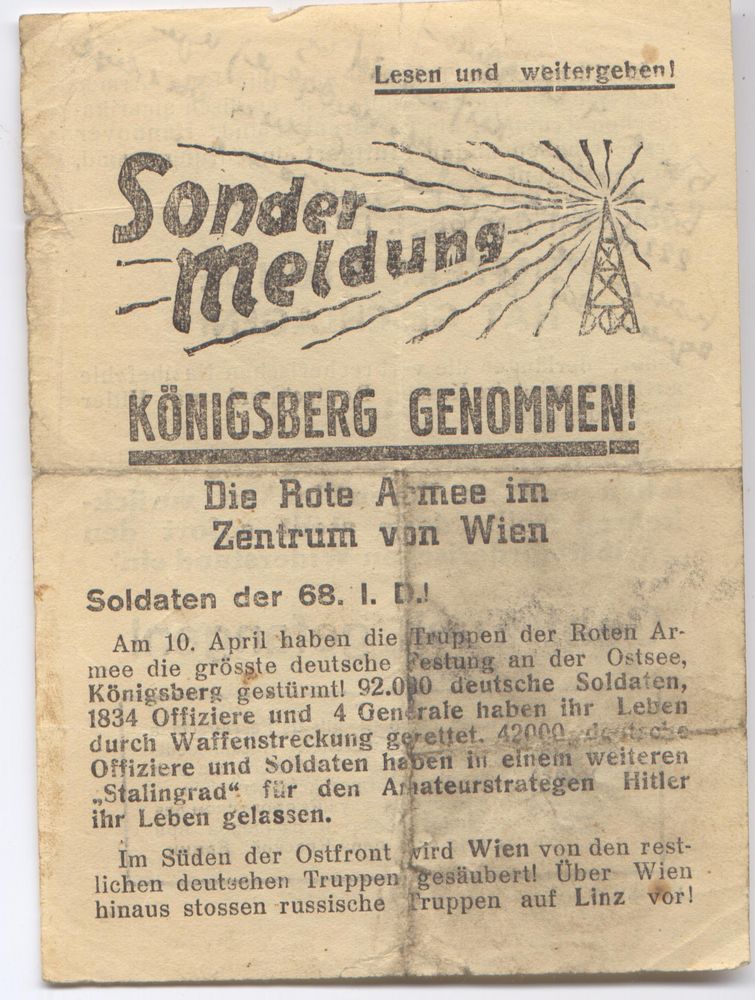 Lesen und weitergeben!
Sonder
Meldung
KÖNIGSBERG GENOMMEN!
Die Rote Armee im
Zentrum von Wien
Soldaten der 68. I. D.!
Am 10. April haben die Truppen der Roten Ar-
mee die grösste deutsche Festung an der Ostsee,
Königsberg gestürmt! 92.000 deutsche Soldaten,
1834 Offiziere und 4 Generale haben ihr Leben
durch Waffenstreckung gerettet. 42000 deutsche
Offiziere und Soldaten haben in einem weiteren
„Stalingrad“ für den Amateurstrategen Hitler
ihr Leben gelassen.
Im Süden der Ostfront wird Wien von den rest-
lichen deutschen Truppen gesäubert! Über Wien
hinaus stossen russische Truppen auf Linz vor!